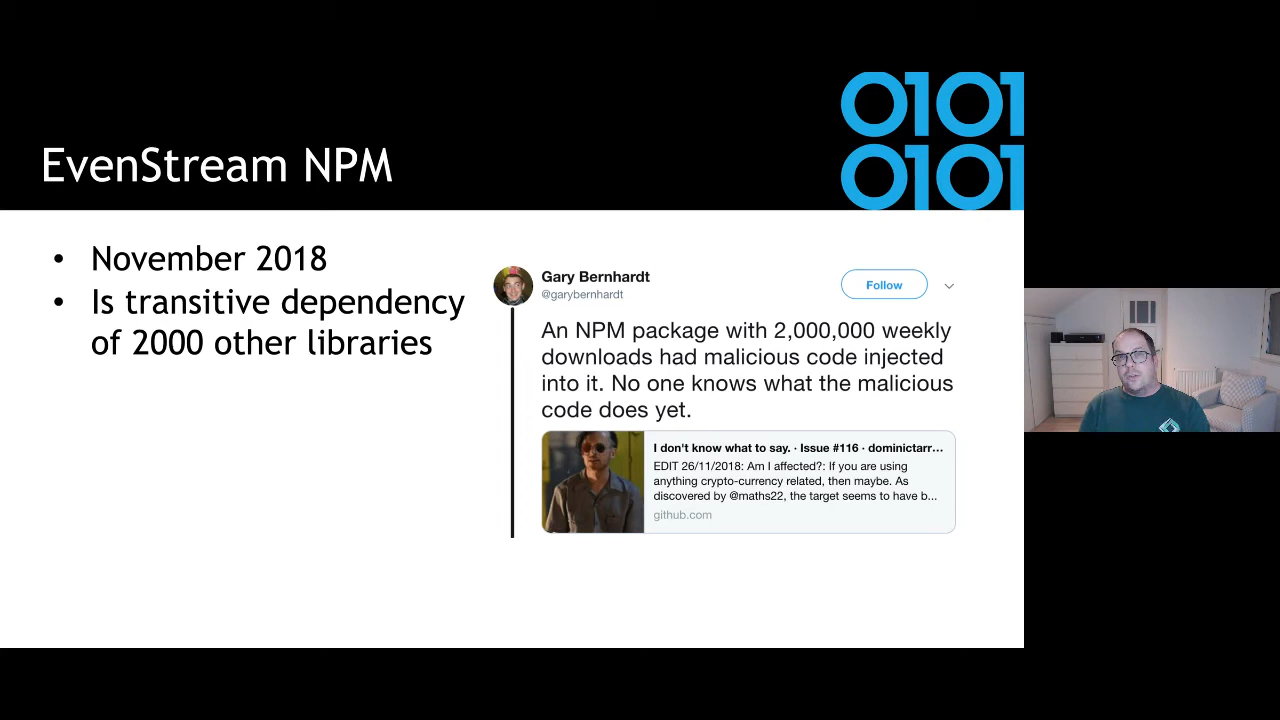 0101
0101
EvenStream NPM
• November 2018
• Is transitive dependency
of 2000 other libraries
Gary Bernhardt
@garybernhardt
Follow
An NPM package with 2,000,000 weekly
downloads had malicious code injected
into it. No one knows what the malicious
code does yet.
I don't know what to say. · Issue #116 · dominictarr...
EDIT 26/11/2018: Am I affected?: If you are using
anything crypto-currency related, then maybe. As
discovered by @maths22, the target seems to have b...
github.com